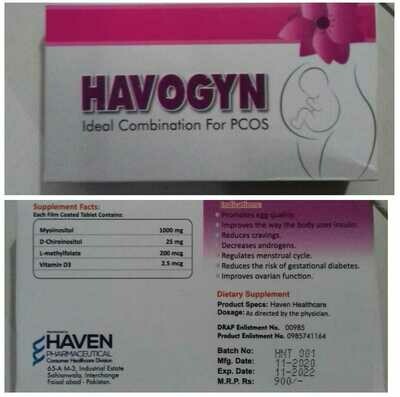 HAVOGYN
Ideal Combination For PCOS
Supplement Facts:
Each Film Coated Tablet Contains:
Myoinositol 1000 mg
D-Chiroinositol 25 mg
L-methylfolate 200 mcg
Vitamin D3 2.5 mcg
HAVEN
PHARMACEUTICAL
Consumer Healthcare Division
65-A M-3, Industrial Estate
Sahianwala, Interchange
Faisal abad - Pakistan.
Indications:
• Promotes egg quality.
• Improves the way the body uses insulin.
• Reduces cravings.
Decreases androgens.
• Regulates menstrual cycle.
• Reduces the risk of gestational diabetes.
• Improves ovarian function.
Dietary Supplement
Product Specs: Haven Healthcare
Dosage: As directed by the physician.
DRAP Enlistment No. 00985
Product Enlistment No. 0985741164
Batch No: HNT 001
Mfg. Date: 11-2020
Exp. Date: 11-2022
M.R.P Rs: 900/-